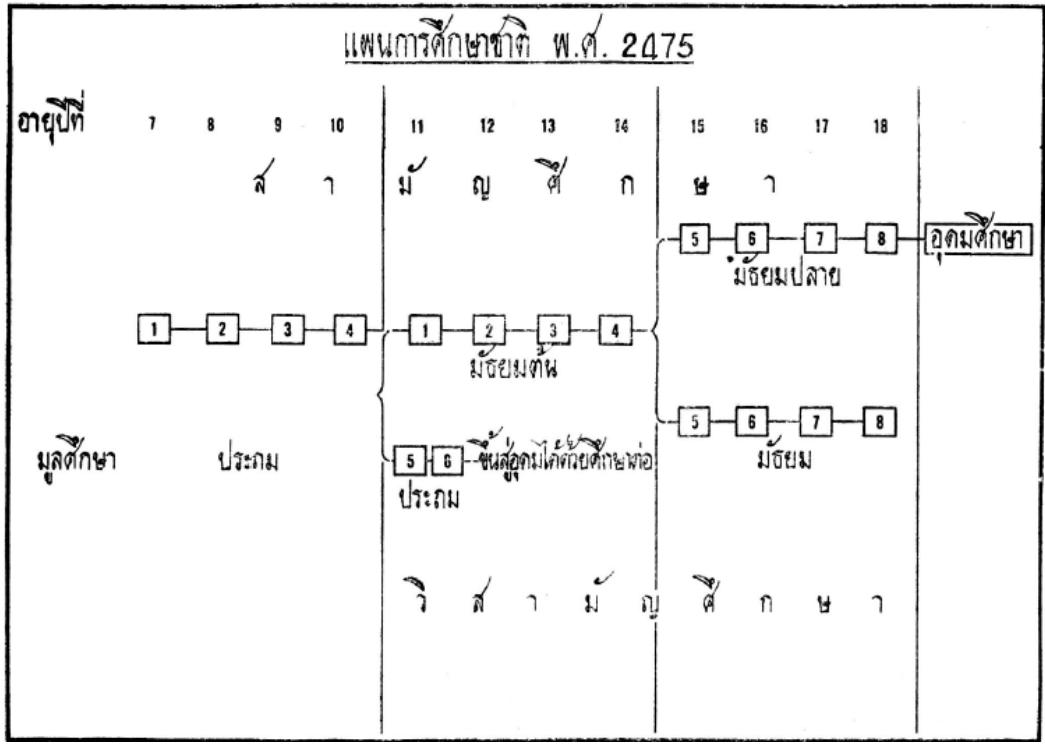 แผนการศึกษาชาติ พ.ศ. 2475
อายุปีที่ 7 8 9 10 11 12 13 14 15 16 17 18
ส า มั ญ ศึ ก ษ า
5 6 7 8 อุดมศึกษา
มัธยมปลาย
1 2 3 4 1 2 3 4
มัธยมต้น
5 6 7 8
มูลศึกษา ประถม 5 6 ขึ้นสู่อุดมได้ด้วยศึกษาต่อ มัธยม
ประถม
วิ ส า มั ญ ศึ ก ษ า